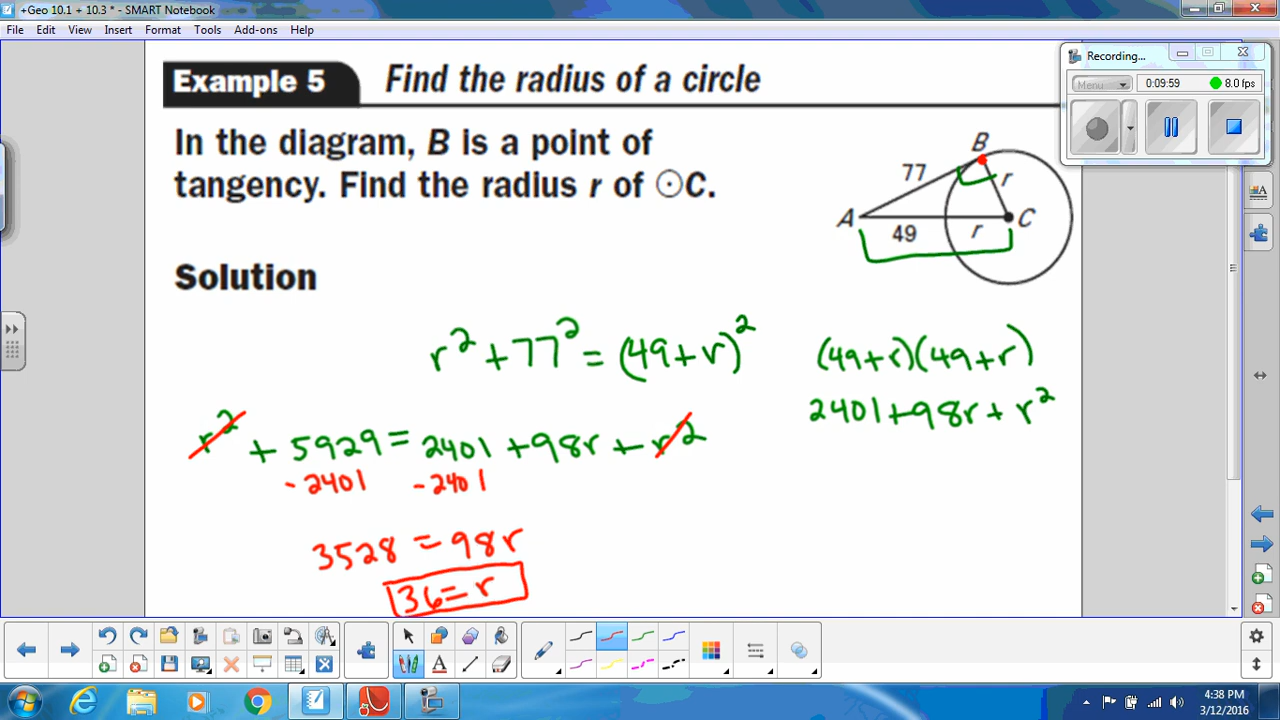 +Geo 10.1 + 10.3 * - SMART Notebook
File Edit View Insert Format Tools Add-ons Help
Recording...
Menu
0:09:59
8.0 fps
Example 5 Find the radius of a circle
In the diagram, B is a point of
tangency. Find the radius r of ⊙C.
B
77
r
A
C
49
r
Solution
r² + 77² = (49+r)²
(49+r)(49+r)
2401+98r+ r²
r² + 5929 = 2401 +98r + r²
-2401 -2401
3528 = 98r
36 = r
A
4:38 PM
3/12/2016